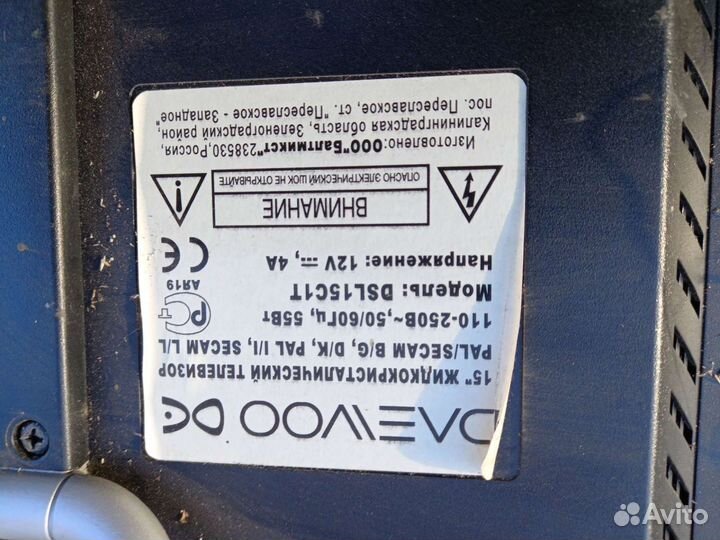 DAEWOO
15" ЖИДКОКРИСТАЛИЧЕСКИЙ ТЕЛЕВИЗОР
PAL/SECAM B/G, D/K, PAL I/I, SECAM L/L
110-250В~,50/60Гц, 55Вт
Модель: DSL15C1T
Напряжение: 12V ⎓, 4A
РС
АЯ19
CE
ВНИМАНИЕ
ОПАСНО ЭЛЕКТРИЧЕСКИЙ ШОК НЕ ОТКРЫВАЙТЕ
Изготовлено: ООО"Балтмикст"238530,Россия,
Калининградская область, Зеленоградский район,
пос. Переславское, ст. "Переславское - Западное"
Avito